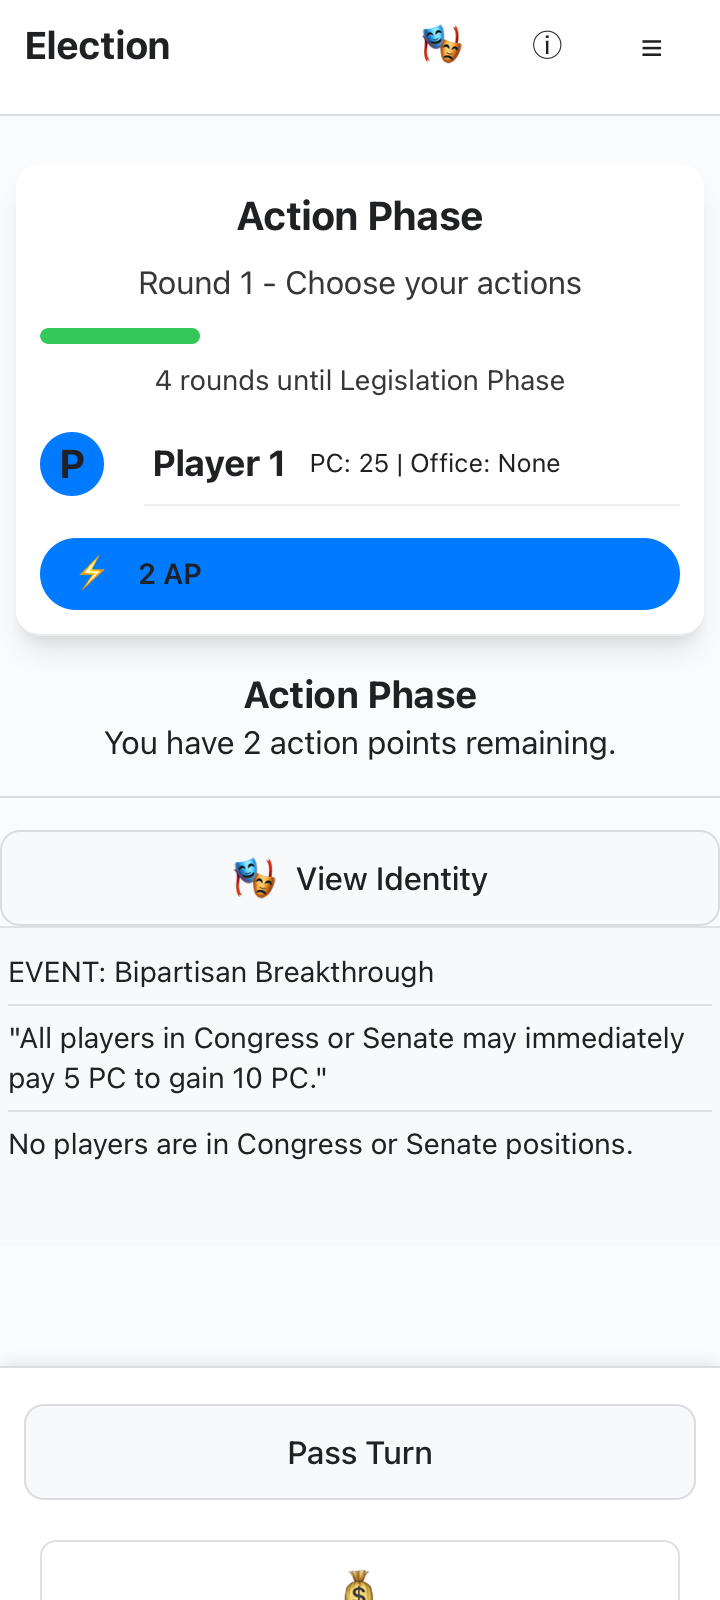 Election
Action Phase
Round 1 - Choose your actions
4 rounds until Legislation Phase
P
Player 1 PC: 25 | Office: None
2 AP
Action Phase
You have 2 action points remaining.
View Identity
EVENT: Bipartisan Breakthrough
"All players in Congress or Senate may immediately
pay 5 PC to gain 10 PC."
No players are in Congress or Senate positions.
Pass Turn